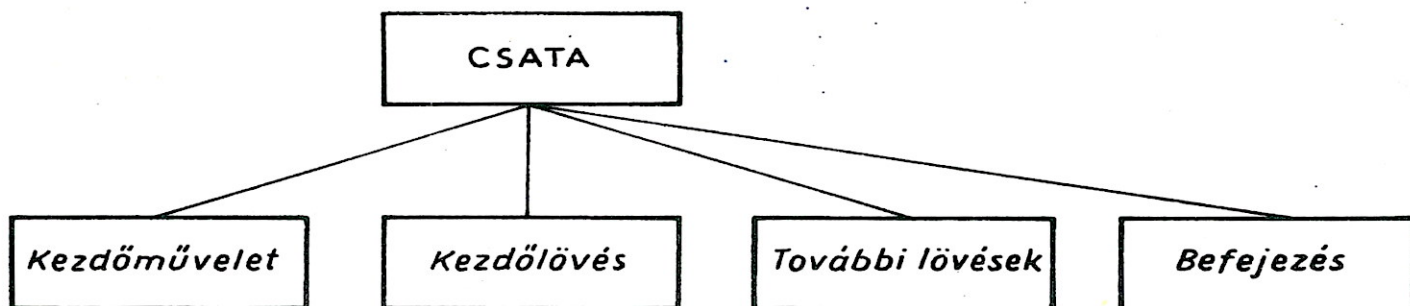 CSATA
Kezdőművelet
Kezdőlövés
További lövések
Befejezés